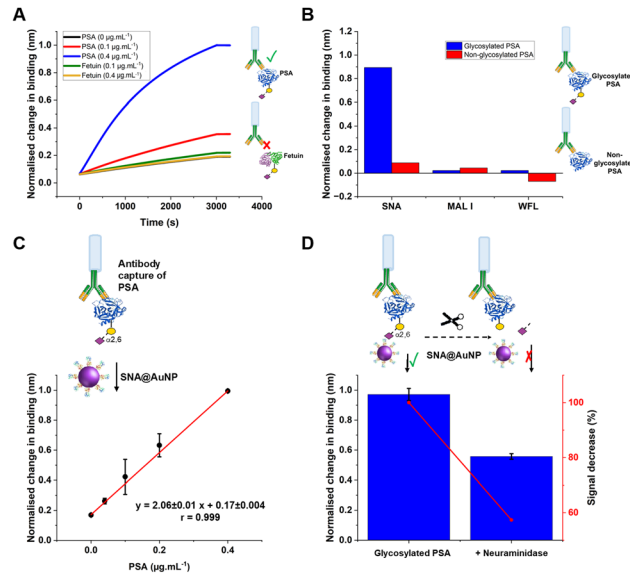 A
PSA (0 µg.mL⁻¹)
PSA (0.1 µg.mL⁻¹)
PSA (0.4 µg.mL⁻¹)
Fetuin (0.1 µg.mL⁻¹)
Fetuin (0.4 µg.mL⁻¹)
Normalised change in binding (nm)
1.0
0.8
0.6
0.4
0.2
0.0
0
1000
2000
3000
4000
Time (s)
PSA
Fetuin
B
Glycosylated PSA
Non-glycosylated PSA
Normalised change in binding (nm)
1.2
1.0
0.8
0.6
0.4
0.2
0.0
−0.2
SNA
MAL I
WFL
Glycosylated
PSA
Non-
glycosylate
PSA
C
Antibody
capture of
PSA
α2,6
SNA@AuNP
Normalised change in binding (nm)
1.0
0.8
0.6
0.4
0.2
0.0
y = 2.06±0.01 x + 0.17±0.004
r = 0.999
0.0
0.2
0.4
PSA (µg.mL⁻¹)
D
α2,6
SNA@AuNP
Normalised change in binding (nm)
1.0
0.8
0.6
0.4
0.2
0.0
100
80
60
Signal decrease (%)
Glycosylated PSA
+ Neuraminidase